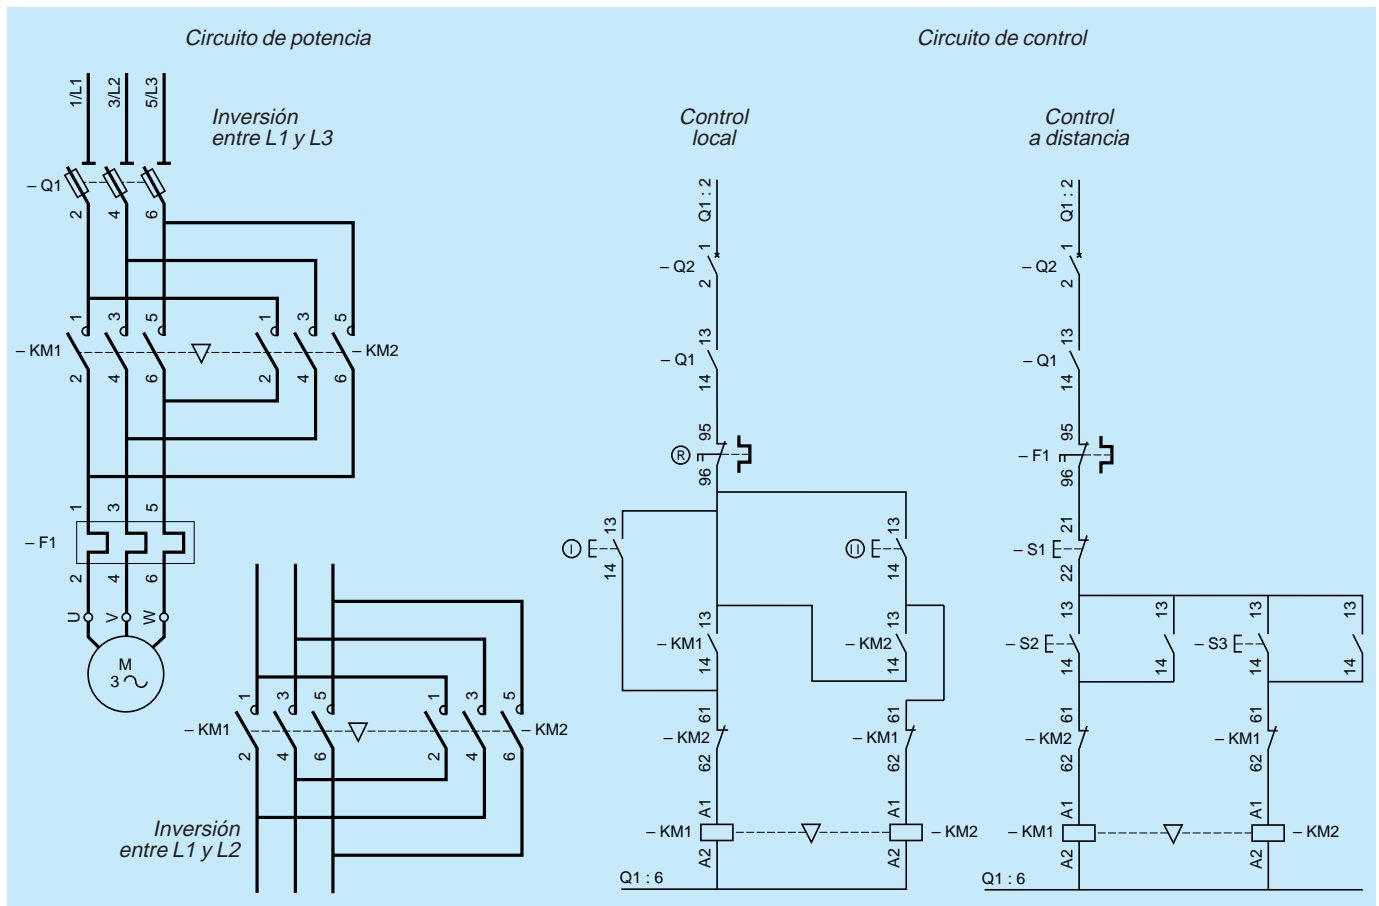 Circuito de potencia
Circuito de control
1/L1
3/L2
5/L3
Inversión
entre L1 y L3
Control
local
Control
a distancia
– Q1
2
4
6
1
3
5
1
3
5
– KM1
– KM2
2
4
6
2
4
6
1
3
5
– F1
2
4
6
U
V
W
M
3
1
3
5
1
3
5
– KM1
– KM2
2
4
6
2
4
6
Inversión
entre L1 y L2
Q1 : 2
1
– Q2
2
13
– Q1
14
95
R
96
13
I
14
13
II
14
13
– KM1
14
13
– KM2
14
61
– KM2
62
61
– KM1
62
A1
– KM1
A2
A1
– KM2
A2
Q1 : 6
Q1 : 2
1
– Q2
2
13
– Q1
14
95
– F1
96
21
– S1
22
13
– S2
14
13
14
13
– S3
14
13
14
61
– KM2
62
61
– KM1
62
A1
– KM1
A2
A1
– KM2
A2
Q1 : 6